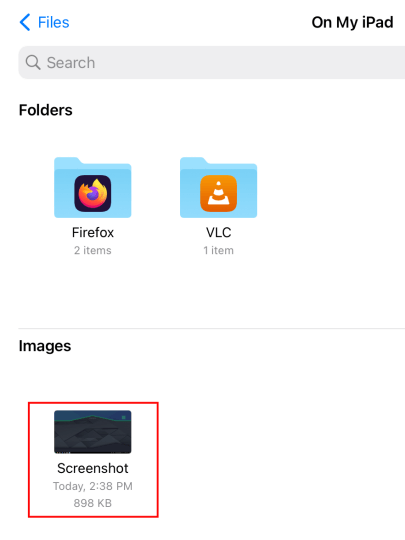 Files
On My iPad
Search
Folders
Firefox
VLC
2 items
1 item
Images
Screenshot
Today, 2:38 PM
898 KB